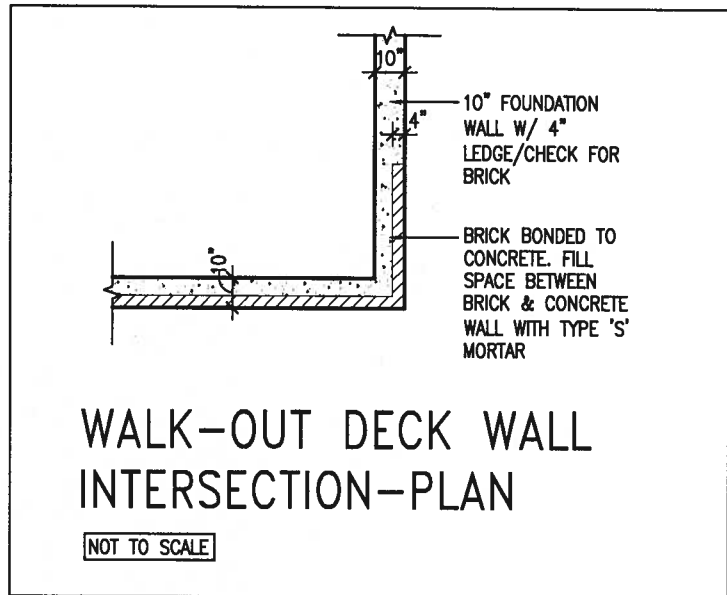 10"
10" FOUNDATION
WALL W/ 4"
LEDGE/CHECK FOR
BRICK
4"
BRICK BONDED TO
CONCRETE. FILL
SPACE BETWEEN
BRICK & CONCRETE
WALL WITH TYPE 'S'
MORTAR
10"
WALK-OUT DECK WALL
INTERSECTION-PLAN
NOT TO SCALE